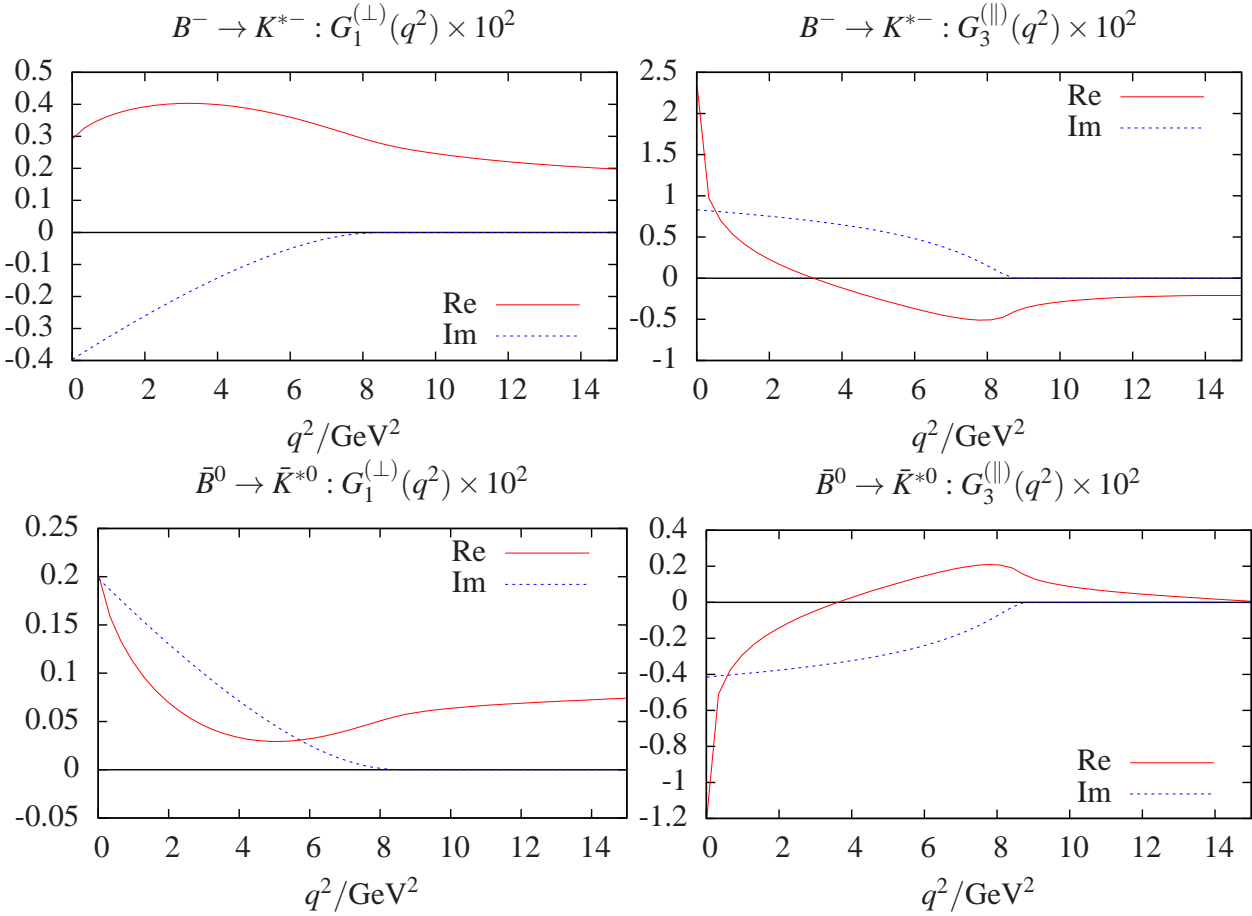 B⁻ → K*⁻ : G₁^(⊥)(q²) × 10²
0.5
0.4
0.3
0.2
0.1
0
-0.1
-0.2
-0.3
-0.4
Re
Im
0 2 4 6 8 10 12 14
q²/GeV²
B⁻ → K*⁻ : G₃^(∥)(q²) × 10²
2.5
2
1.5
1
0.5
0
-0.5
-1
Re
Im
0 2 4 6 8 10 12 14
q²/GeV²
B̄⁰ → K̄*⁰ : G₁^(⊥)(q²) × 10²
0.25
0.2
0.15
0.1
0.05
0
-0.05
Re
Im
0 2 4 6 8 10 12 14
q²/GeV²
B̄⁰ → K̄*⁰ : G₃^(∥)(q²) × 10²
0.4
0.2
0
-0.2
-0.4
-0.6
-0.8
-1
-1.2
Re
Im
0 2 4 6 8 10 12 14
q²/GeV²